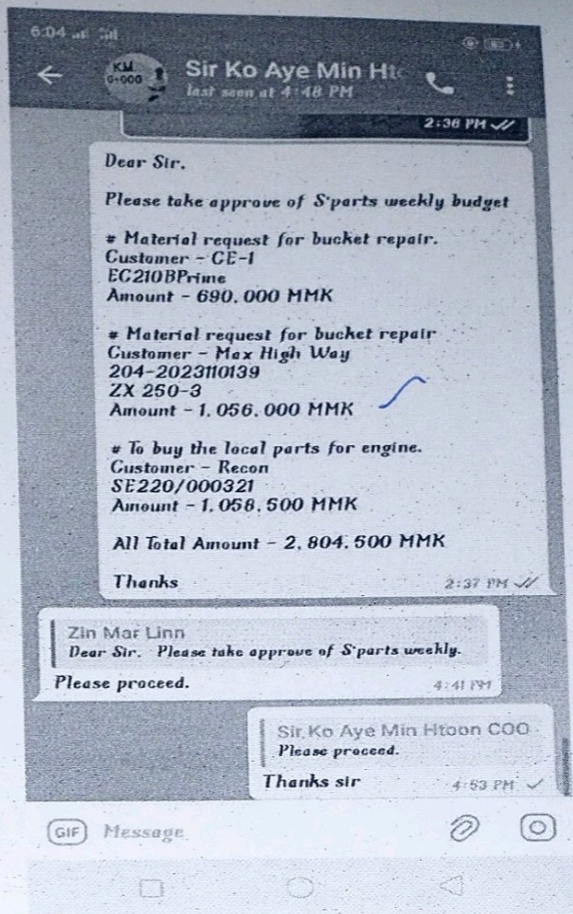 6:04
KM
0+000
Sir Ko Aye Min Hto
last seen at 4:48 PM
2:36 PM
Dear Sir.
Please take approve of S'parts weekly budget
# Material request for bucket repair.
Customer - CE-1
EC210BPrime
Amount - 690.000 MMK
# Material request for bucket repair
Customer - Max High Way
204-2023110139
ZX 250-3
Amount - 1.056.000 MMK
# To buy the local parts for engine.
Customer - Recon
SE220/000321
Amount - 1.058.500 MMK
All Total Amount - 2,804.500 MMK
Thanks
2:37 PM
Zin Mar Linn
Dear Sir. Please take approve of S'parts weekly.
Please proceed.
4:41 PM
Sir.Ko Aye Min Htoon COO
Please proceed.
Thanks sir
4:53 PM
GIF Message